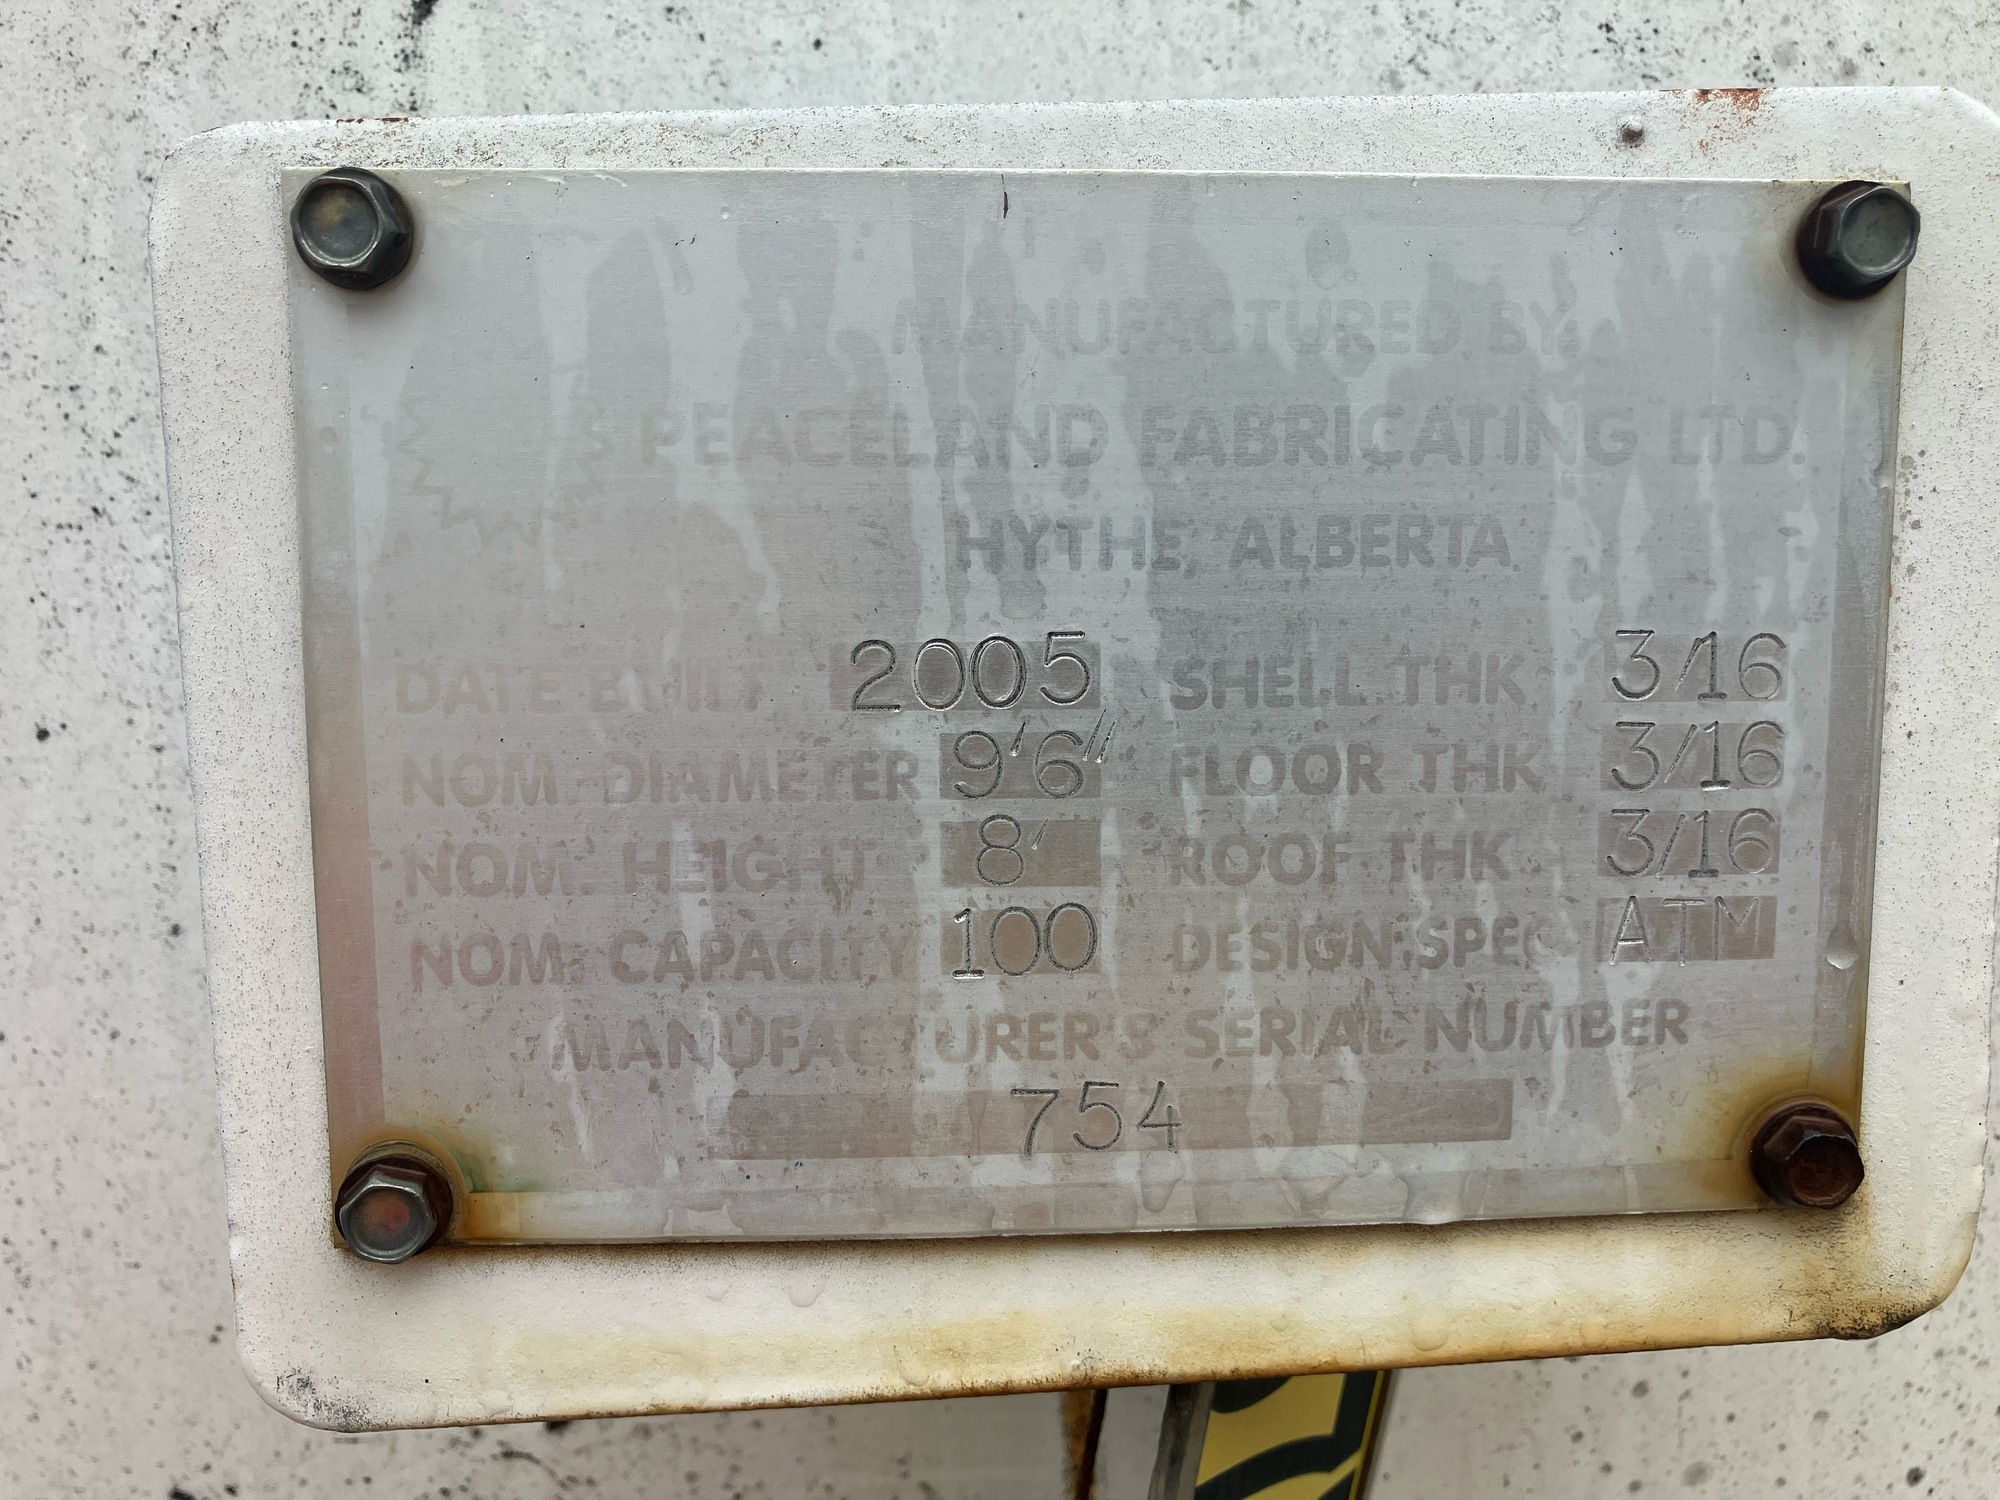 MANUFACTURED BY
PEACELAND FABRICATING LTD.
HYTHE, ALBERTA
DATE BUILT 2005 SHELL THK 3/16
NOM. DIAMETER 9'6" FLOOR THK 3/16
NOM. HEIGHT 8' ROOF THK 3/16
NOM. CAPACITY 100 DESIGN SPEC ATM
MANUFACTURER'S SERIAL NUMBER
754